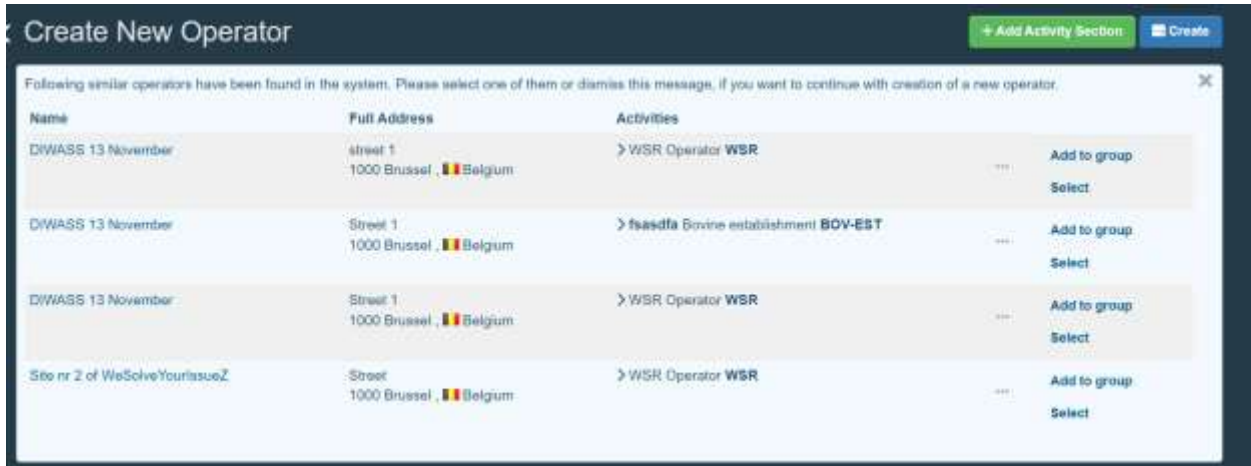 Create New Operator
+ Add Activity Section
Create
Following similar operators have been found in the system. Please select one of them or dismiss this message, if you want to continue with creation of a new operator.
Name Full Address Activities
DIWASS 13 November street 1 WSR Operator WSR
1000 Brussel , Belgium
... Add to group
Select
DIWASS 13 November Street 1 fsasdfa Bovine establishment BOV-EST
1000 Brussel , Belgium
... Add to group
Select
DIWASS 13 November Street 1 WSR Operator WSR
1000 Brussel , Belgium
... Add to group
Select
Site nr 2 of WeSolveYourIssueZ Street WSR Operator WSR
1000 Brussel , Belgium
... Add to group
Select